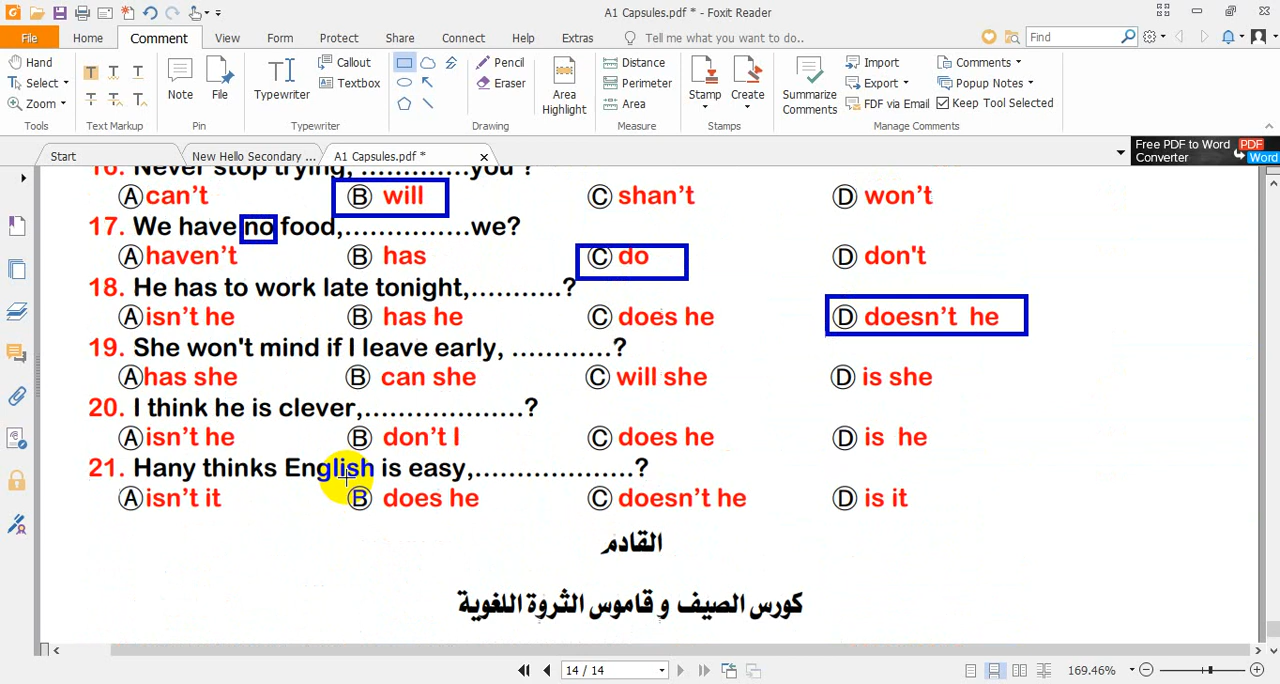 A1 Capsules.pdf * - Foxit Reader
File Home Comment View Form Protect Share Connect Help Extras Tell me what you want to do.. Find
Hand Select Zoom Tools
Text Markup
Note File Pin
Typewriter Callout Textbox Typewriter
Pencil Eraser Drawing
Area Highlight
Distance Perimeter Area Measure
Stamp Create Stamps
Summarize Comments Import Export FDF via Email Comments Popup Notes Keep Tool Selected Manage Comments
Start New Hello Secondary ... A1 Capsules.pdf *
Free PDF to Word Converter PDF Word
16. Never stop trying, .............you ?
A can't B will C shan't D won't
17. We have no food,...............we?
A haven't B has C do D don't
18. He has to work late tonight,...........?
A isn't he B has he C does he D doesn't he
19. She won't mind if I leave early, ............?
A has she B can she C will she D is she
20. I think he is clever,...................?
A isn't he B don't I C does he D is he
21. Hany thinks English is easy,...................?
A isn't it B does he C doesn't he D is it
القادم
كورس الصيف و قاموس الثروة اللغوية
14 / 14 169.46%